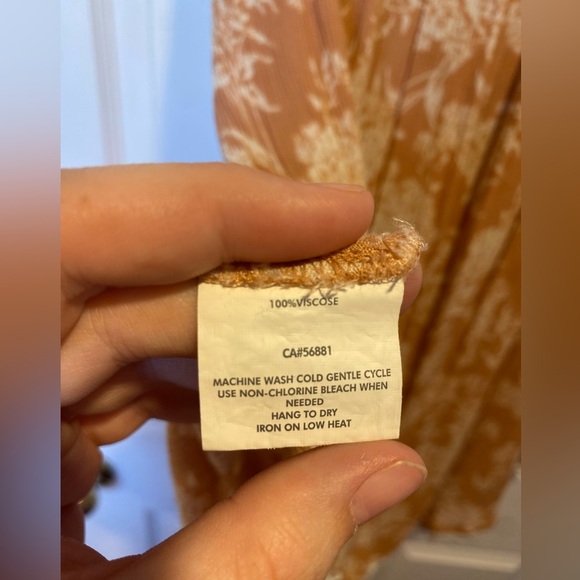 100%VISCOSE
CA#56881
MACHINE WASH COLD GENTLE CYCLE
USE NON-CHLORINE BLEACH WHEN
NEEDED
HANG TO DRY
IRON ON LOW HEAT